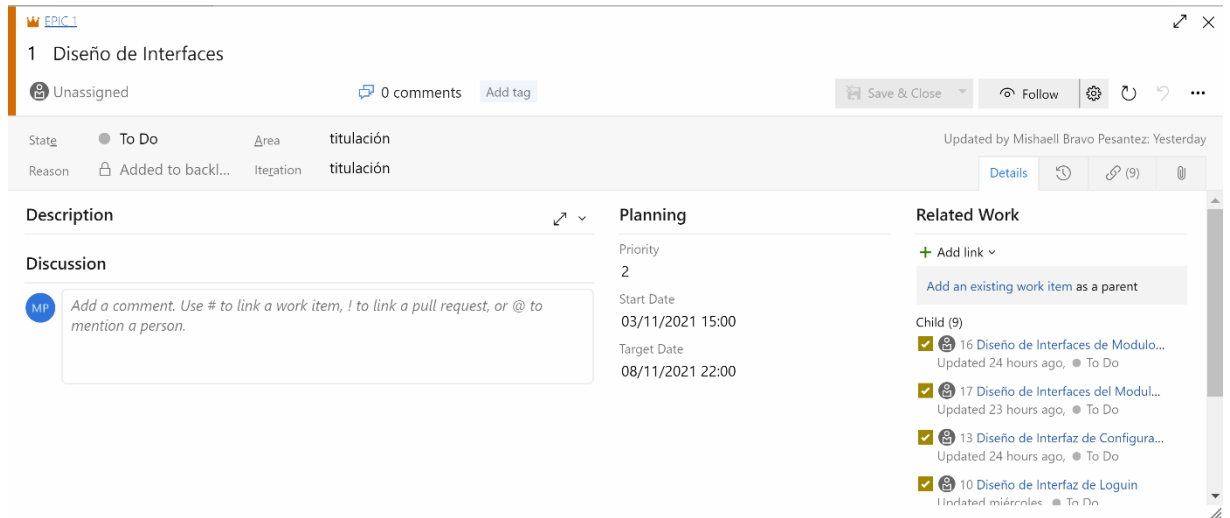 EPIC 1
1 Diseño de Interfaces
Unassigned
0 comments
Add tag
Save & Close
Follow
State
To Do
Area
titulación
Updated by Mishaell Bravo Pesantez: Yesterday
Reason
Added to backl...
Iteration
titulación
Details
(9)
Description
Discussion
MP
Add a comment. Use # to link a work item, ! to link a pull request, or @ to
mention a person.
Planning
Priority
2
Start Date
03/11/2021 15:00
Target Date
08/11/2021 22:00
Related Work
+ Add link
Add an existing work item as a parent
Child (9)
16 Diseño de Interfaces de Modulo...
Updated 24 hours ago, To Do
17 Diseño de Interfaces del Modul...
Updated 23 hours ago, To Do
13 Diseño de Interfaz de Configura...
Updated 24 hours ago, To Do
10 Diseño de Interfaz de Loguin
Updated miércoles, To Do